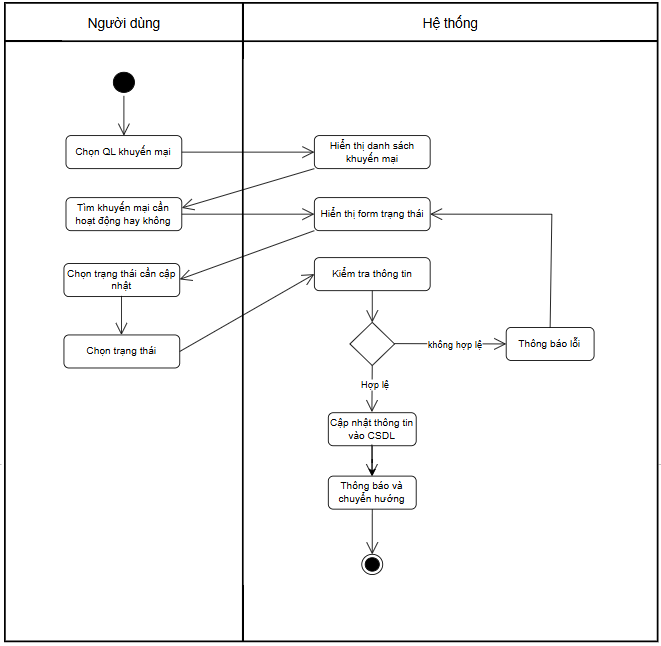 Người dùng
Hệ thống
Chọn QL khuyến mại
Hiển thị danh sách
khuyến mại
Tìm khuyến mại cần
hoạt động hay không
Hiển thị form trạng thái
Chọn trạng thái cần cập
nhật
Kiểm tra thông tin
Chọn trạng thái
không hợp lệ
Thông báo lỗi
Hợp lệ
Cập nhật thông tin
vào CSDL
Thông báo và
chuyển hướng